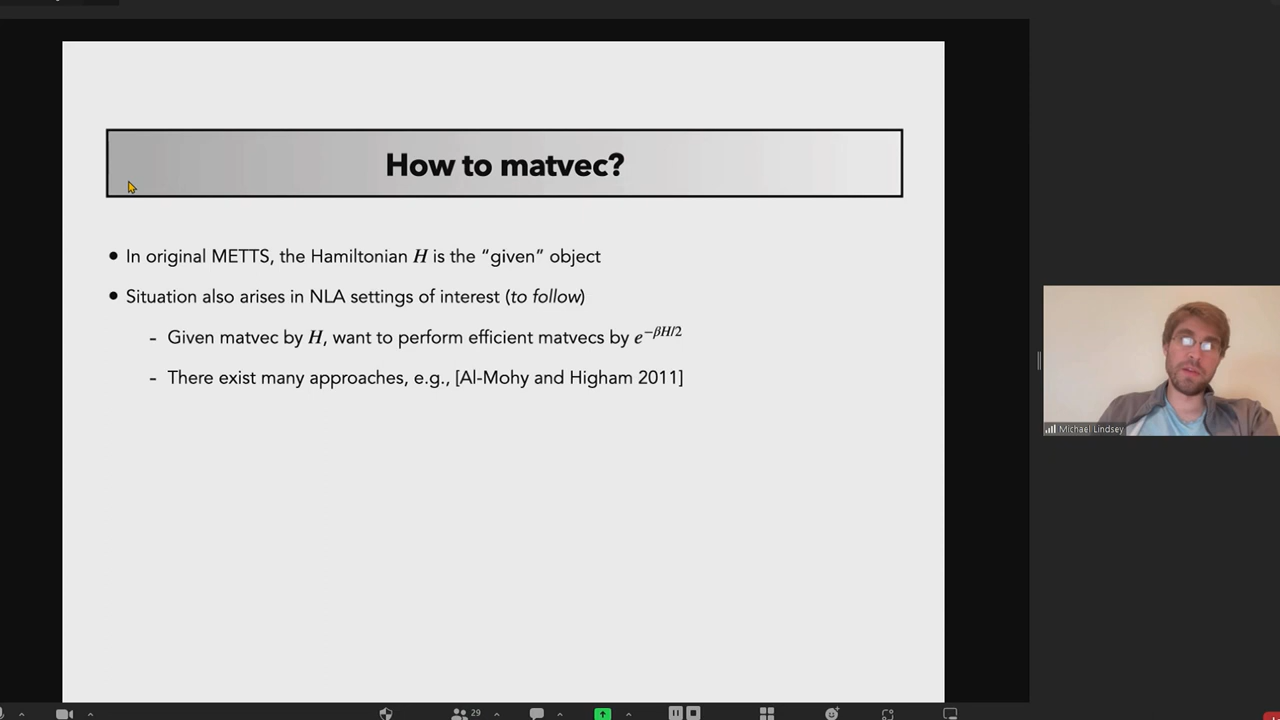 How to matvec?
• In original METTS, the Hamiltonian H is the “given” object
• Situation also arises in NLA settings of interest (to follow)
- Given matvec by H, want to perform efficient matvecs by e^{−βH/2}
- There exist many approaches, e.g., [Al-Mohy and Higham 2011]
Michael Lindsey
29